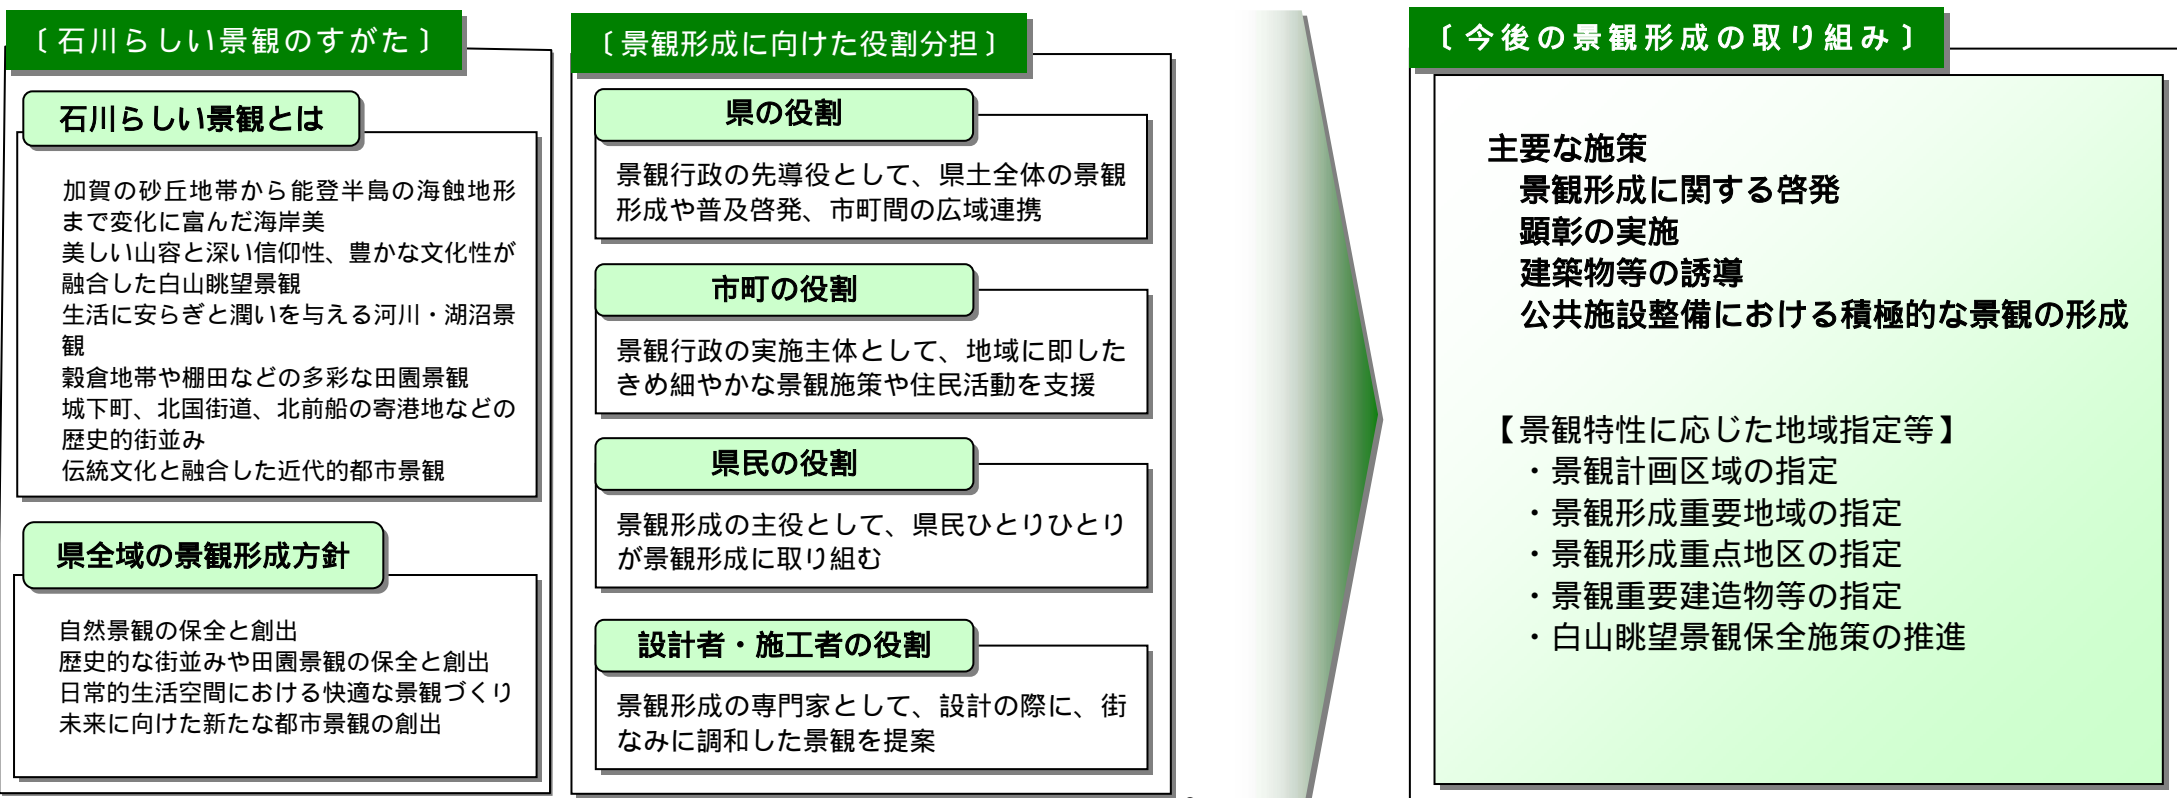 〔石川らしい景観のすがた〕
石川らしい景観とは
加賀の砂丘地帯から能登半島の海蝕地形
まで変化に富んだ海岸美
美しい山容と深い信仰性、豊かな文化性が
融合した白山眺望景観
生活に安らぎと潤いを与える河川・湖沼景
観
穀倉地帯や棚田などの多彩な田園景観
城下町、北国街道、北前船の寄港地などの
歴史的街並み
伝統文化と融合した近代的都市景観
県全域の景観形成方針
自然景観の保全と創出
歴史的な街並みや田園景観の保全と創出
日常的生活空間における快適な景観づくり
未来に向けた新たな都市景観の創出
〔景観形成に向けた役割分担〕
県の役割
景観行政の先導役として、県土全体の景観
形成や普及啓発、市町間の広域連携
市町の役割
景観行政の実施主体として、地域に即した
きめ細やかな景観施策や住民活動を支援
県民の役割
景観形成の主役として、県民ひとりひとり
が景観形成に取り組む
設計者・施工者の役割
景観形成の専門家として、設計の際に、街
なみに調和した景観を提案
〔今後の景観形成の取り組み〕
主要な施策
景観形成に関する啓発
顕彰の実施
建築物等の誘導
公共施設整備における積極的な景観の形成
【景観特性に応じた地域指定等】
・景観計画区域の指定
・景観形成重要地域の指定
・景観形成重点地区の指定
・景観重要建造物等の指定
・白山眺望景観保全施策の推進